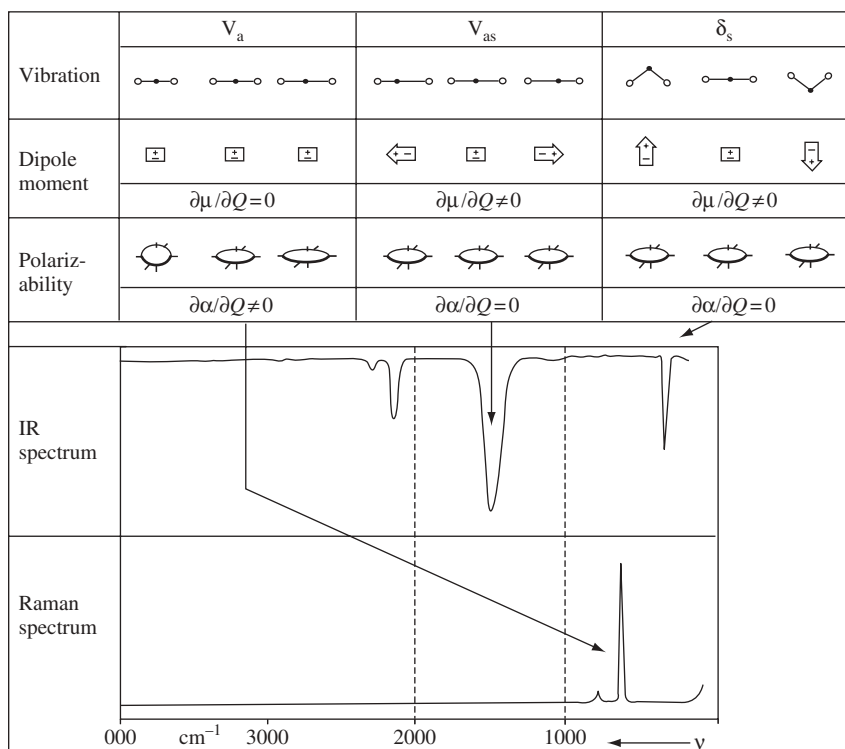 V_a V_as δ_s
Vibration
Dipole
moment
+ − + − + − + − + − − + + − + − − +
∂μ/∂Q=0 ∂μ/∂Q≠0 ∂μ/∂Q≠0
Polariz-
ability
∂α/∂Q≠0 ∂α/∂Q=0 ∂α/∂Q=0
IR
spectrum
Raman
spectrum
000 cm⁻¹ 3000 2000 1000 ν